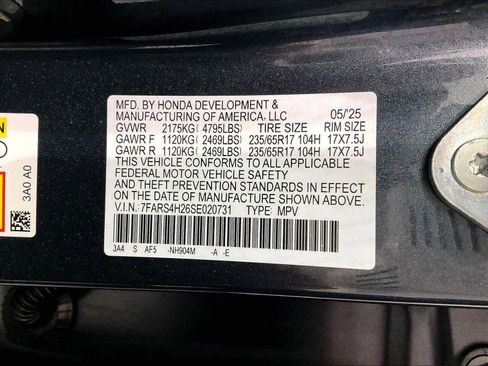 MFD. BY HONDA DEVELOPMENT &
MANUFACTURING OF AMERICA, LLC 05/'25
GVWR 2175KG( 4795LBS) TIRE SIZE RIM SIZE
GAWR F 1120KG( 2469LBS) 235/65R17 104H 17X7.5J
GAWR R 1120KG( 2469LBS) 235/65R17 104H 17X7.5J
THIS VEHICLE CONFORMS TO ALL APPLICABLE
FEDERAL MOTOR VEHICLE SAFETY
AND THEFT PREVENTION STANDARDS IN EFFECT
ON THE DATE OF MANUFACTURE SHOWN ABOVE.
V.I.N.: 7FARS4H26SE020731 TYPE: MPV
3A4 S AF5 -NH904M -A -E
3A0 A0